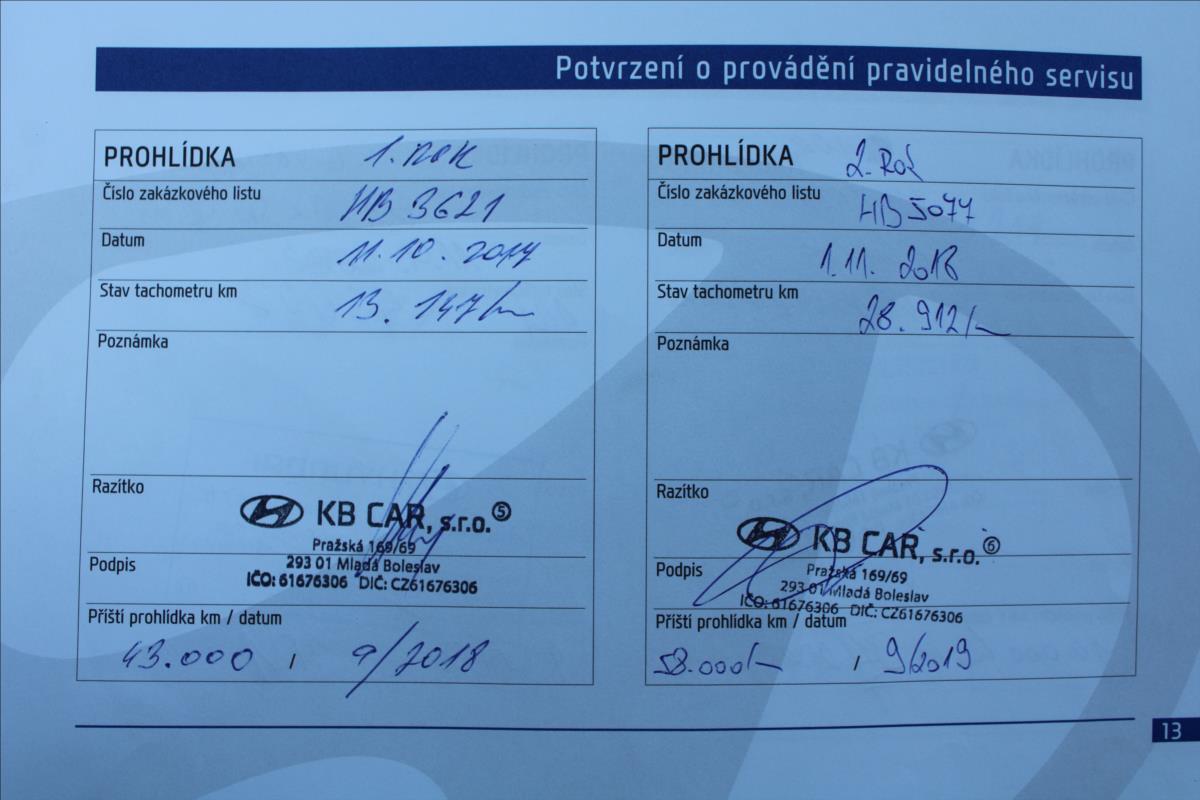 Potvrzení o provádění pravidelného servisu
PROHLÍDKA 1. ROK
Číslo zakázkového listu HB 3621
Datum 11.10.2017
Stav tachometru km 13.147/
Poznámka
Razítko
KB CAR, s.r.o. 5
Pražská 169/69
293 01 Mladá Boleslav
IČO: 61676306 DIČ: CZ61676306
Podpis
Příští prohlídka km / datum
43.000 / 9/2018
PROHLÍDKA 2. Rok
Číslo zakázkového listu HB 5077
Datum 1.11. 2018
Stav tachometru km 28.912/
Poznámka
Razítko
KB CAR, s.r.o. 6
Pražská 169/69
293 01 Mladá Boleslav
IČO: 61676306 DIČ: CZ61676306
Podpis
Příští prohlídka km / datum
58.000/ / 9/2019
13